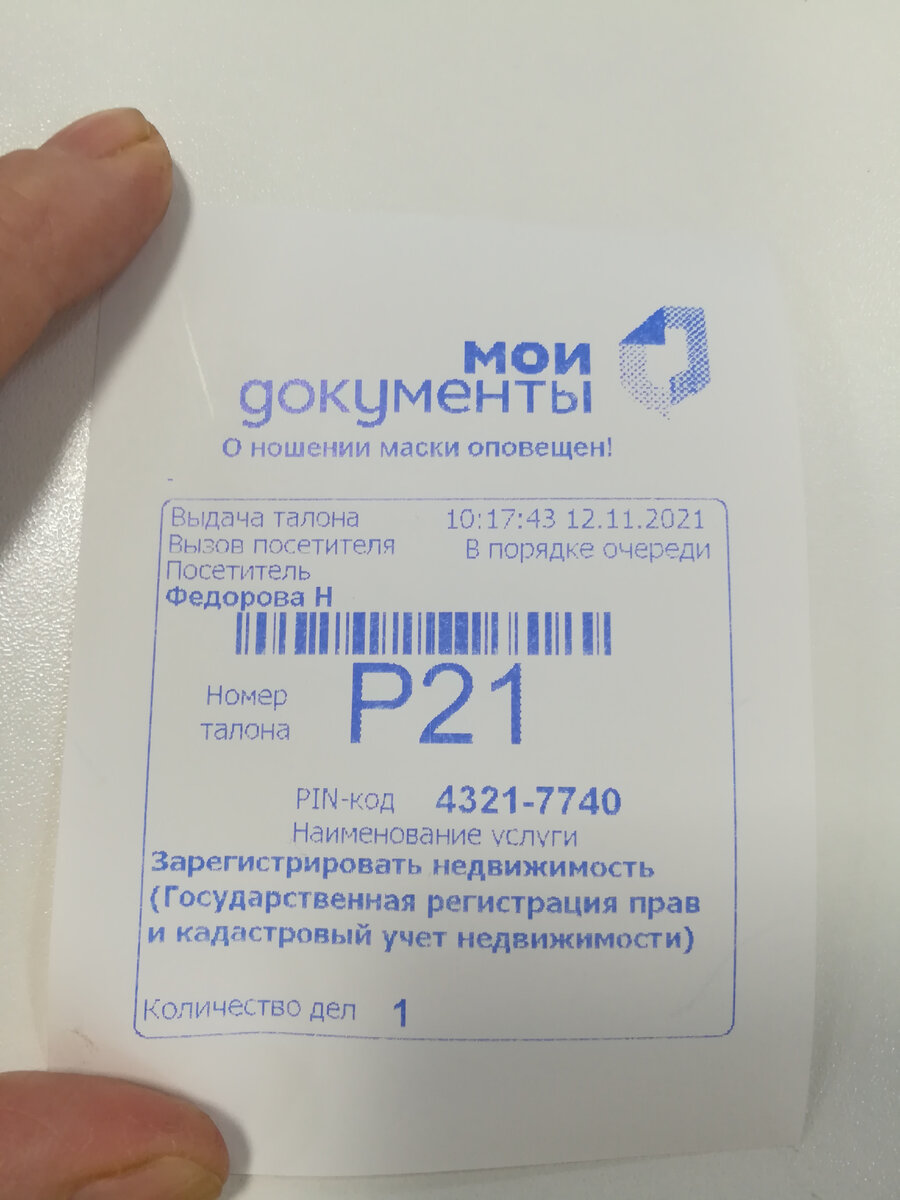 мои
документы
О ношении маски оповещен!
Выдача талона 10:17:43 12.11.2021
Вызов посетителя В порядке очереди
Посетитель
Федорова Н
Номер
талона P21
PIN-код 4321-7740
Наименование услуги
Зарегистрировать недвижимость
(Государственная регистрация прав
и кадастровый учет недвижимости)
Количество дел 1